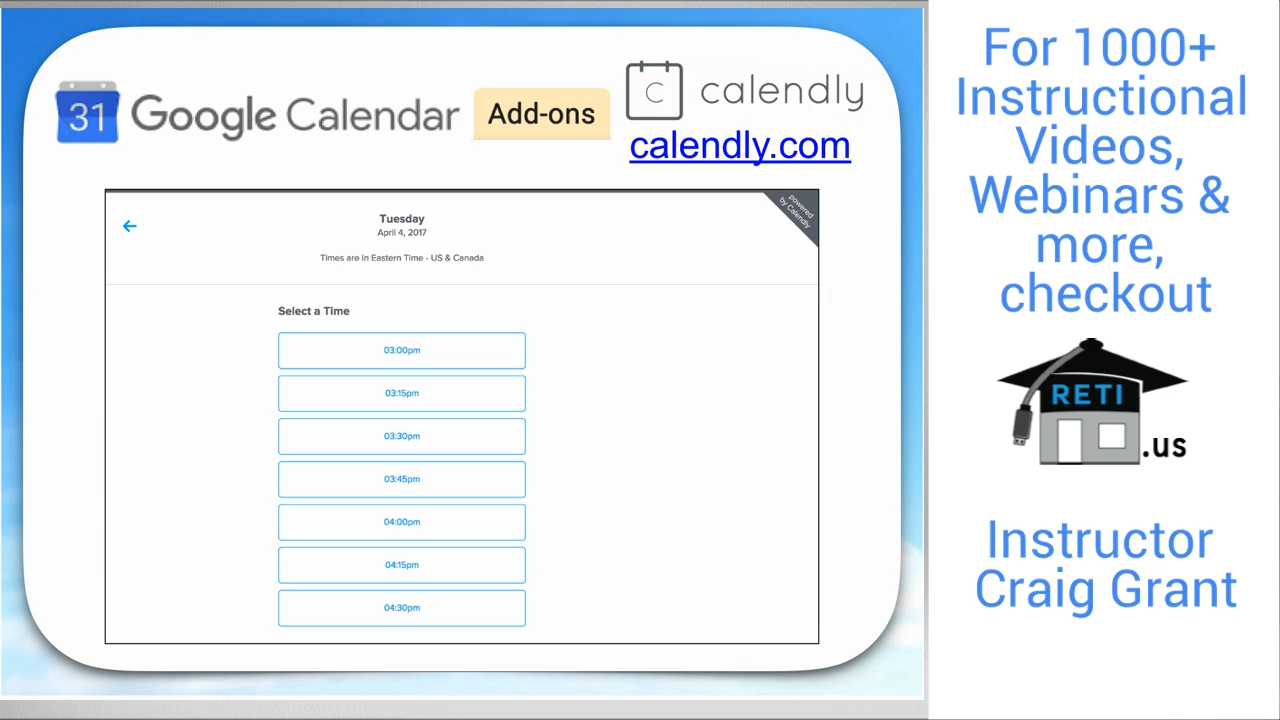 31 Google Calendar Add-ons
c calendly
calendly.com
powered
by Calendly
Tuesday
April 4, 2017
Times are in Eastern Time - US & Canada
Select a Time
03:00pm
03:15pm
03:30pm
03:45pm
04:00pm
04:15pm
04:30pm
For 1000+
Instructional
Videos,
Webinars &
more,
checkout
RETI
.us
Instructor
Craig Grant